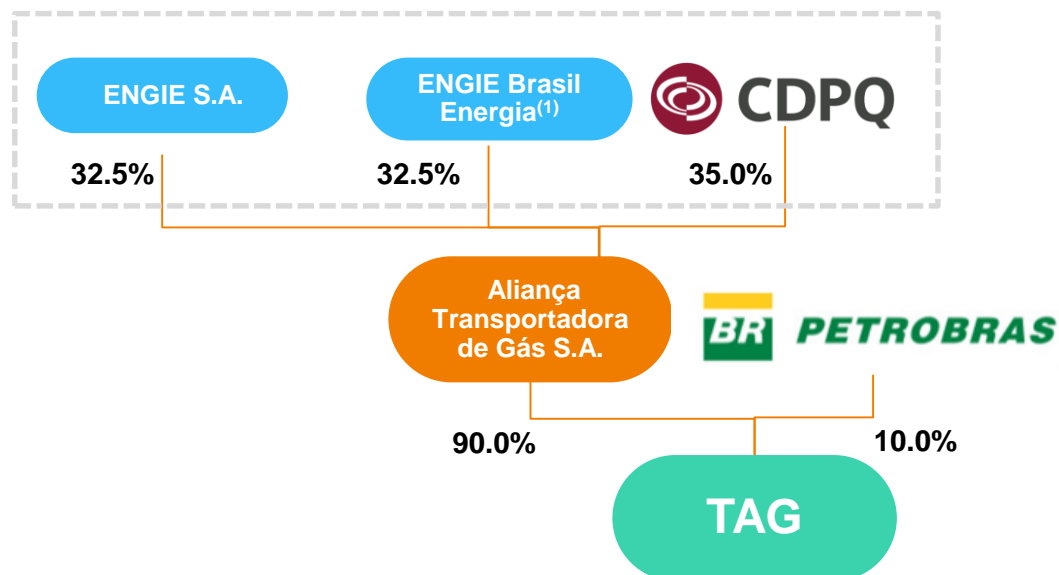 ENGIE S.A.
ENGIE Brasil
Energia(1)
CDPQ
32.5%
32.5%
35.0%
Aliança
Transportadora
de Gás S.A.
BR PETROBRAS
90.0%
10.0%
TAG